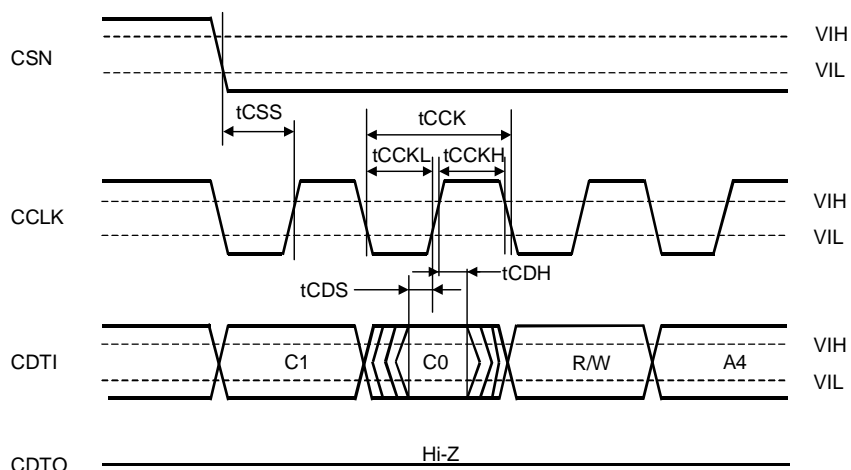 CSN
VIH
VIL
tCSS
tCCK
tCCKL
tCCKH
CCLK
VIH
VIL
tCDS
tCDH
CDTI
C1
C0
R/W
A4
VIH
VIL
CDTO
Hi-Z